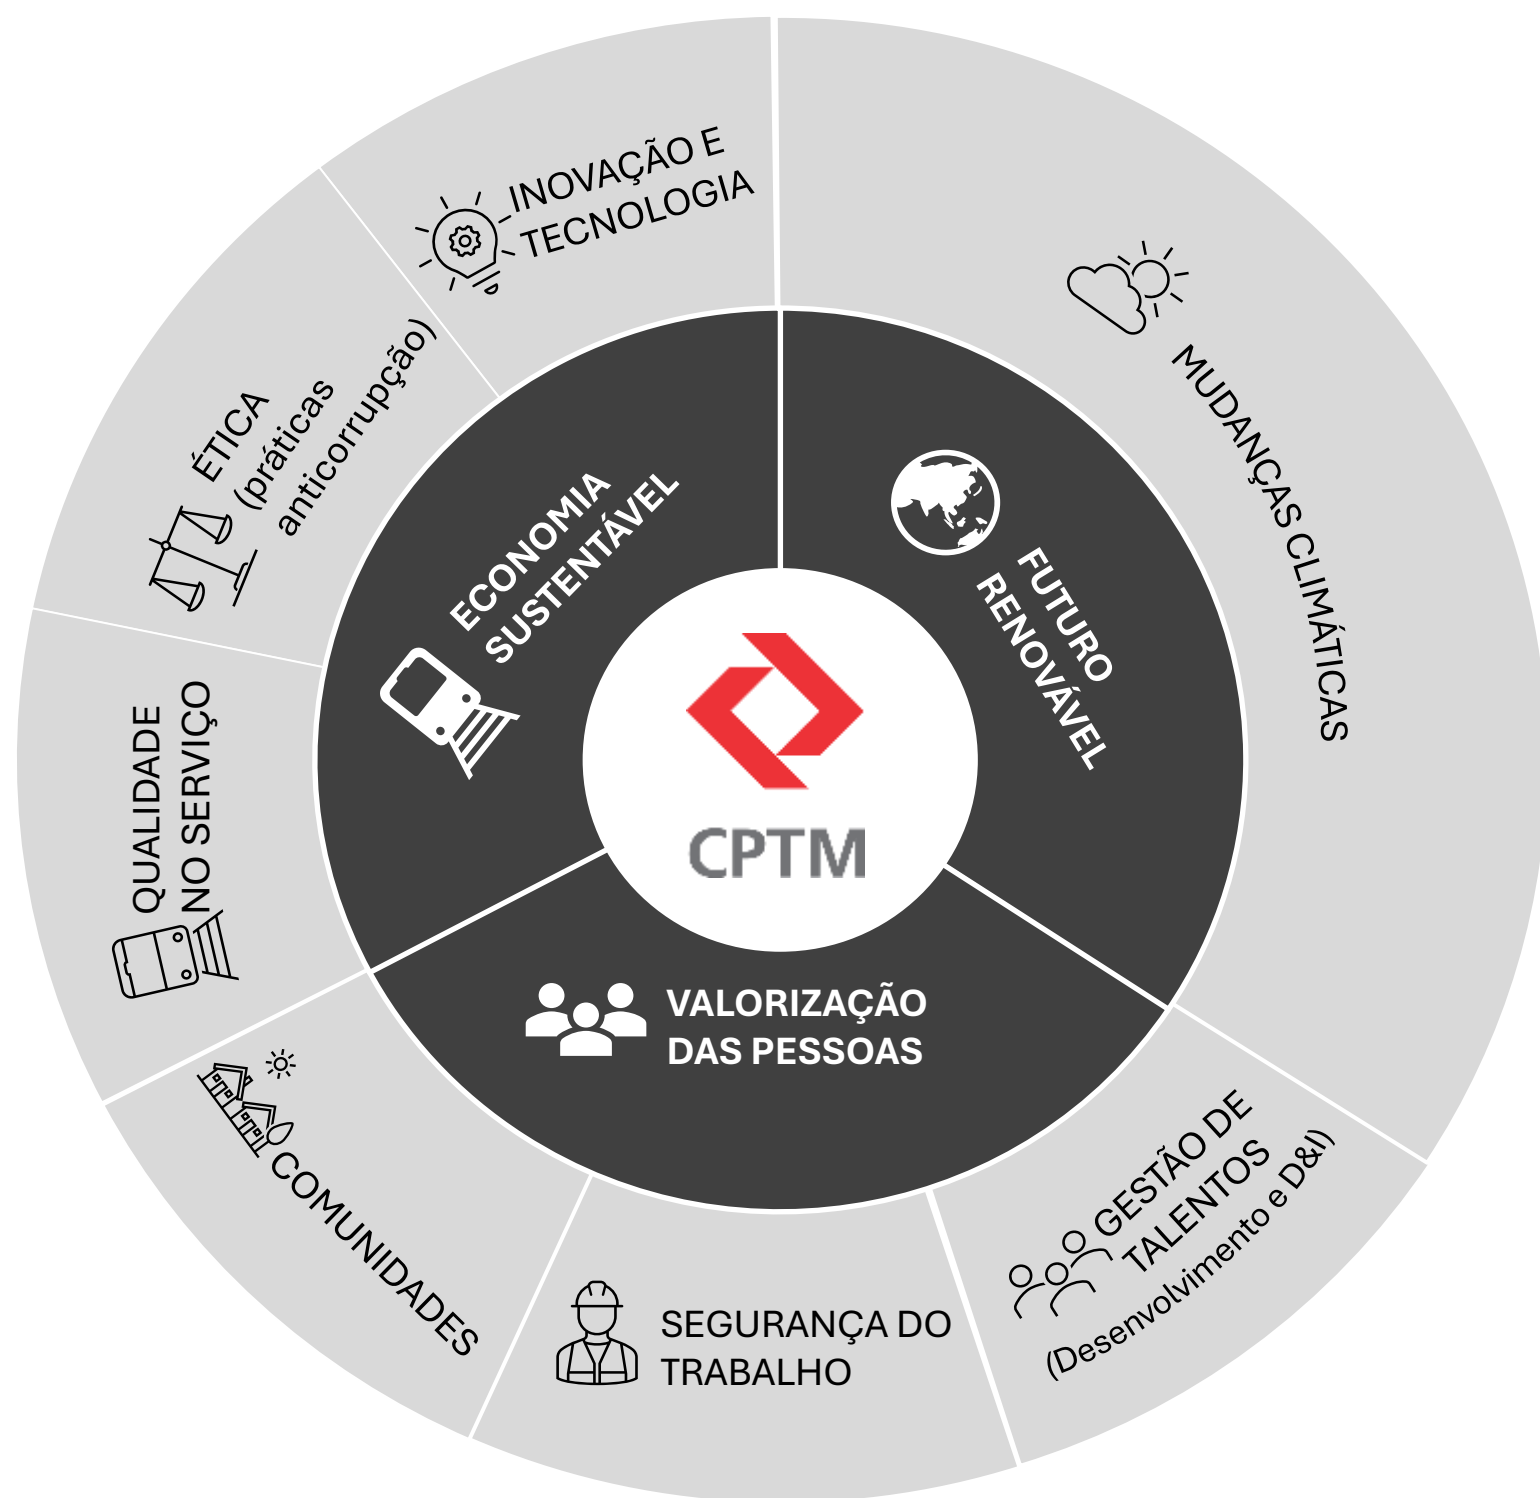 INOVAÇÃO E
TECNOLOGIA
MUDANÇAS CLIMÁTICAS
ÉTICA
(práticas
anticorrupção)
ECONOMIA
SUSTENTÁVEL
FUTURO
RENOVÁVEL
QUALIDADE
NO SERVIÇO
CPTM
VALORIZAÇÃO
DAS PESSOAS
COMUNIDADES
SEGURANÇA DO
TRABALHO
GESTÃO DE
TALENTOS
(Desenvolvimento e D&I)